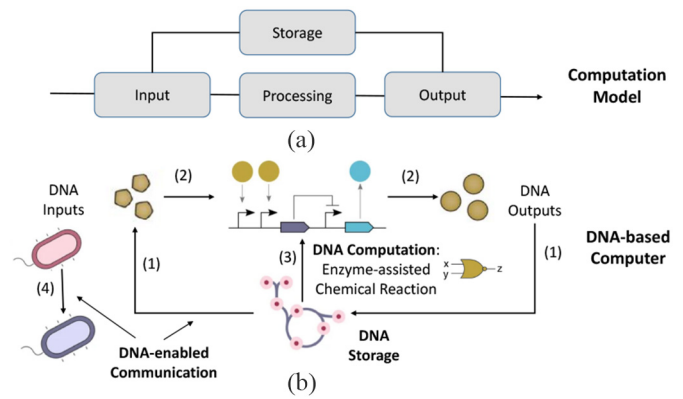 Storage
Input
Processing
Output
Computation
Model
(a)
DNA
Inputs
(2)
(2)
DNA
Outputs
(1)
(1)
(3)
DNA Computation:
Enzyme-assisted
Chemical Reaction
x
y
z
DNA-based
Computer
(4)
DNA
Storage
DNA-enabled
Communication
(b)